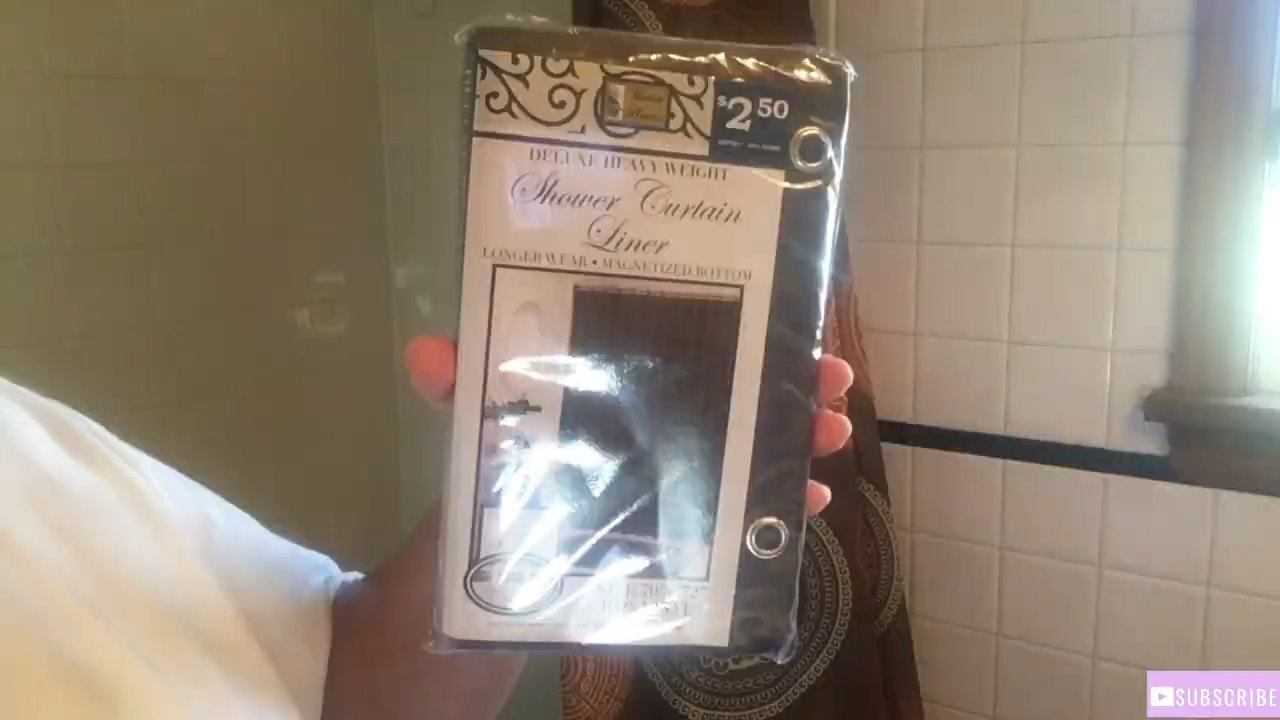 $2 50
DELUXE HEAVY WEIGHT
Shower Curtain
Liner
LONGER WEAR • MAGNETIZED BOTTOM
SUBSCRIBE